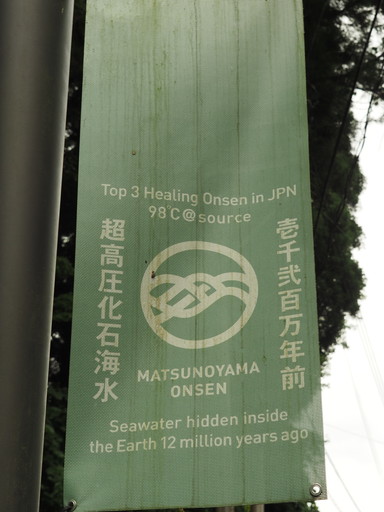 Top 3 Healing Onsen in JPN
98°C@source
壱千弐百万年前
超高圧化石海水
MATSUNOYAMA
ONSEN
Seawater hidden inside
the Earth 12 million years ago